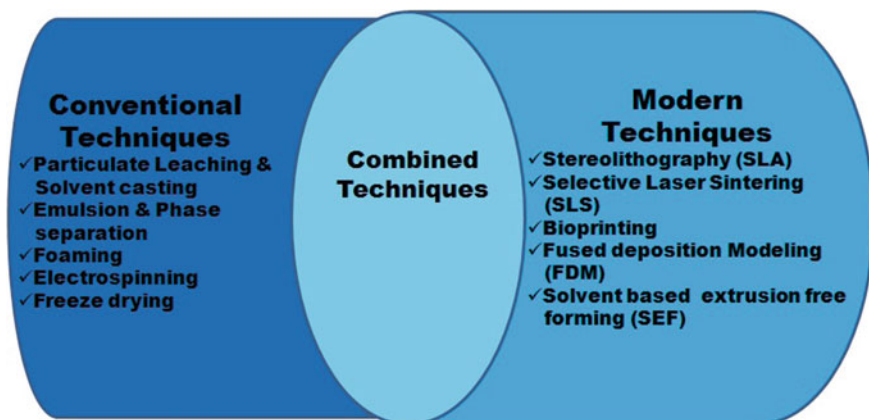 Conventional
Techniques
✓Particulate Leaching &
Solvent casting
✓Emulsion & Phase
separation
✓Foaming
✓Electrospinning
✓Freeze drying
Combined
Techniques
Modern
Techniques
✓Stereolithography (SLA)
✓Selective Laser Sintering
(SLS)
✓Bioprinting
✓Fused deposition Modeling
(FDM)
✓Solvent based extrusion free
forming (SEF)